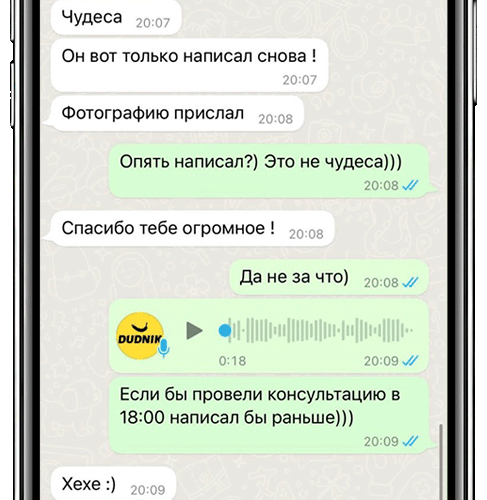 Чудеса 20:07
Он вот только написал снова !
20:07
Фотографию прислал 20:08
Опять написал?) Это не чудеса)))
20:08
Спасибо тебе огромное ! 20:08
Да не за что) 20:08
DUDNIK
0:18 20:09
Если бы провели консультацию в
18:00 написал бы раньше)))
20:09
Хехе :) 20:09